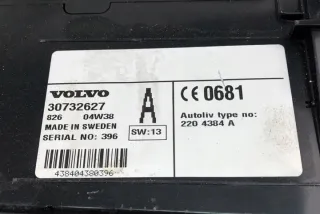 VOLVO
30732627
826 04W38
MADE IN SWEDEN
SERIAL NO: 396
A
SW:13
438404380396
CE 0681
Autoliv type no:
220 4384 A